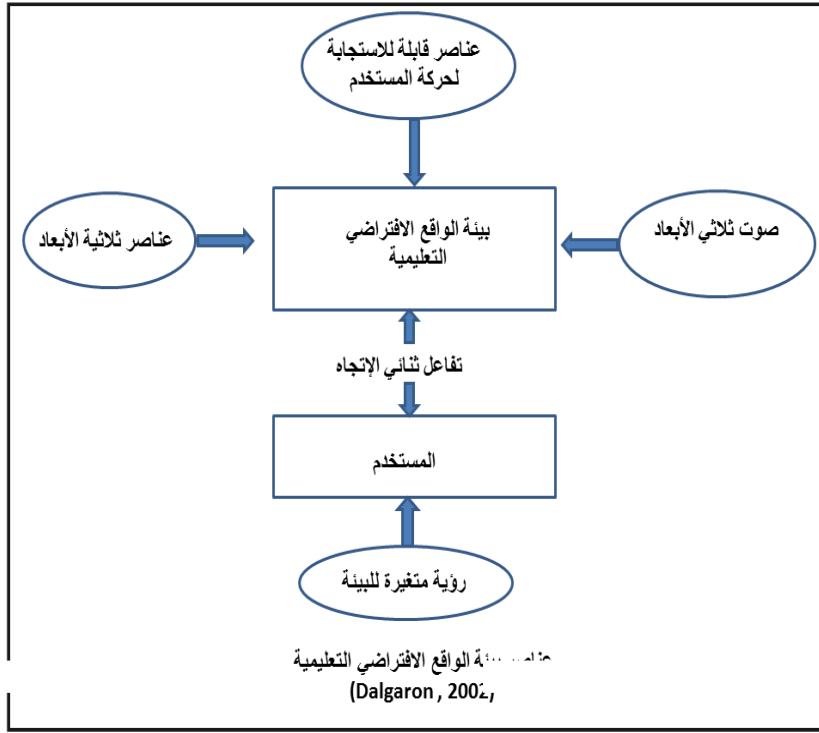 عناصر قابلة للاستجابة
لحركة المستخدم
صوت ثلاثي الأبعاد
بيئة الواقع الافتراضي
التعليمية
عناصر ثلاثية الأبعاد
تفاعل ثنائي الإتجاه
المستخدم
رؤية متغيرة للبيئة
الواقع الافتراضي التعليمية
(Dalgaron ,